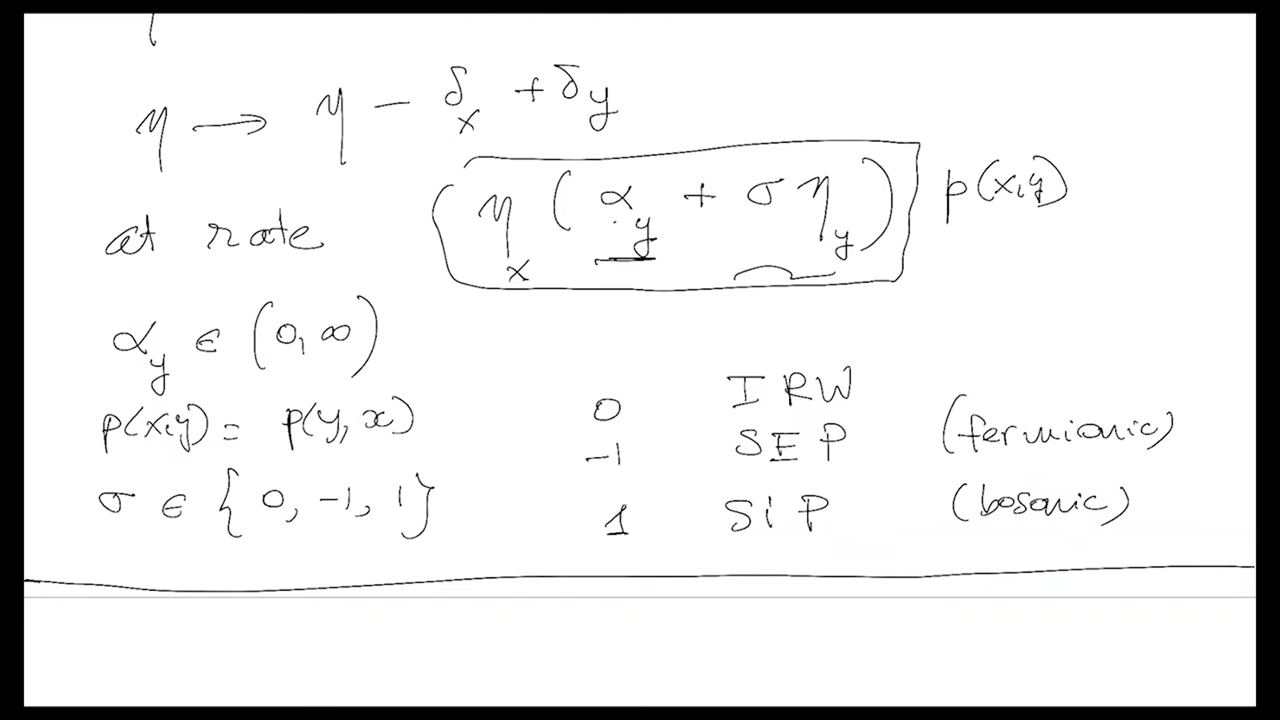 η → η - δ_x + δ_y
at rate ( η_x ( α_y + σ η_y ) p(x,y)
α_y ∈ (0, ∞)
p(x,y) = p(y, x) 0 IRW
-1 SEP (fermionic)
σ ∈ { 0, -1, 1} 1 SiP (bosonic)